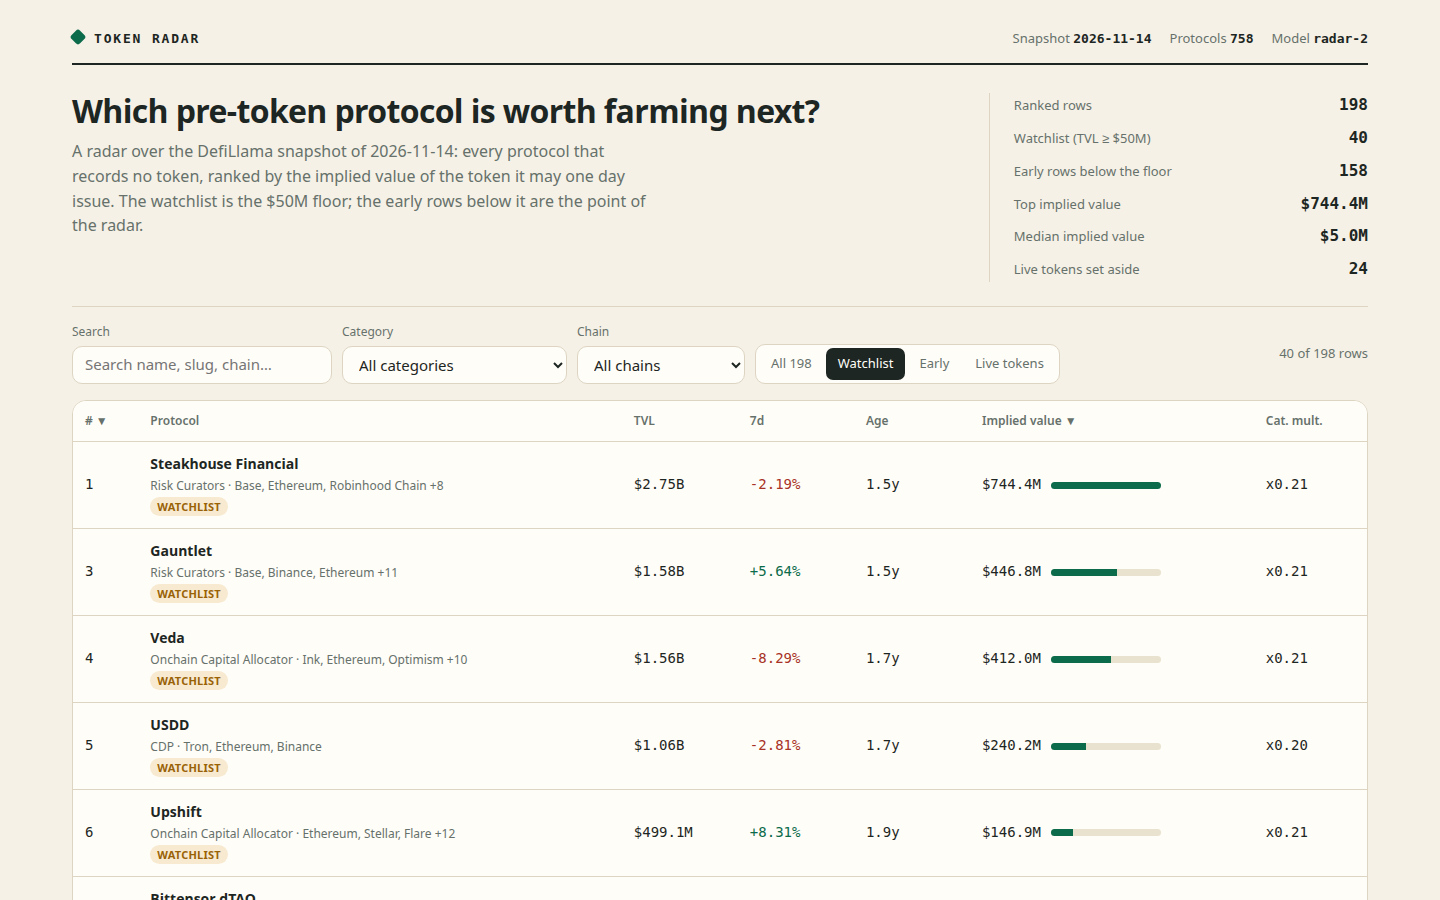 TOKEN RADAR
Snapshot 2026-11-14 Protocols 758 Model radar-2
Which pre-token protocol is worth farming next?
A radar over the DefiLlama snapshot of 2026-11-14: every protocol that
records no token, ranked by the implied value of the token it may one day
issue. The watchlist is the $50M floor; the early rows below it are the point of
the radar.
Ranked rows 198
Watchlist (TVL ≥ $50M) 40
Early rows below the floor 158
Top implied value $744.4M
Median implied value $5.0M
Live tokens set aside 24
Search Category Chain
Search name, slug, chain... All categories All chains All 198 Watchlist Early Live tokens 40 of 198 rows
# ▼ Protocol TVL 7d Age Implied value ▼ Cat. mult.
Steakhouse Financial
1 Risk Curators · Base, Ethereum, Robinhood Chain +8 $2.75B -2.19% 1.5y $744.4M x0.21
WATCHLIST
Gauntlet
3 Risk Curators · Base, Binance, Ethereum +11 $1.58B +5.64% 1.5y $446.8M x0.21
WATCHLIST
Veda
4 Onchain Capital Allocator · Ink, Ethereum, Optimism +10 $1.56B -8.29% 1.7y $412.0M x0.21
WATCHLIST
USDD
5 CDP · Tron, Ethereum, Binance $1.06B -2.81% 1.7y $240.2M x0.20
WATCHLIST
Upshift
6 Onchain Capital Allocator · Ethereum, Stellar, Flare +12 $499.1M +8.31% 1.9y $146.9M x0.21
WATCHLIST
Bittensor dTAO